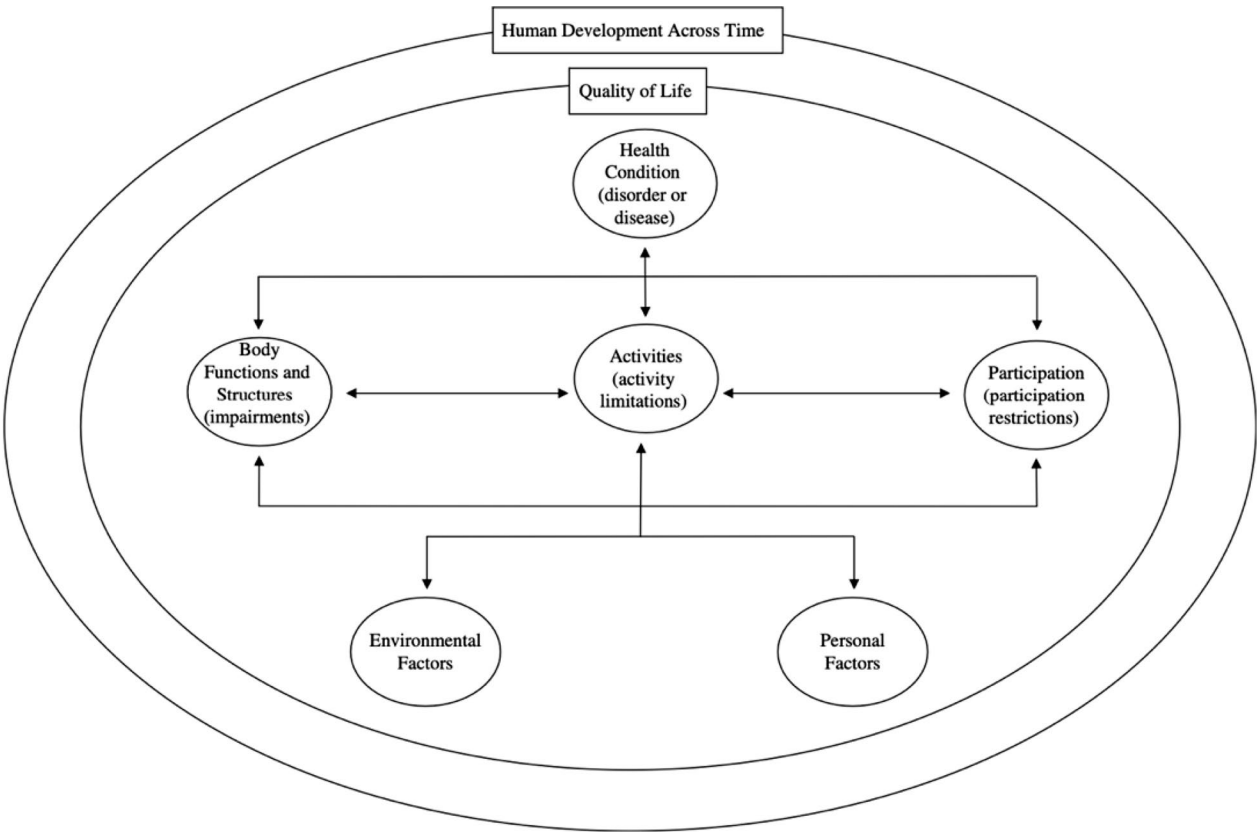 Human Development Across Time
Quality of Life
Health
Condition
(disorder or
disease)
Body
Functions and
Structures
(impairments)
Activities
(activity
limitations)
Participation
(participation
restrictions)
Environmental
Factors
Personal
Factors